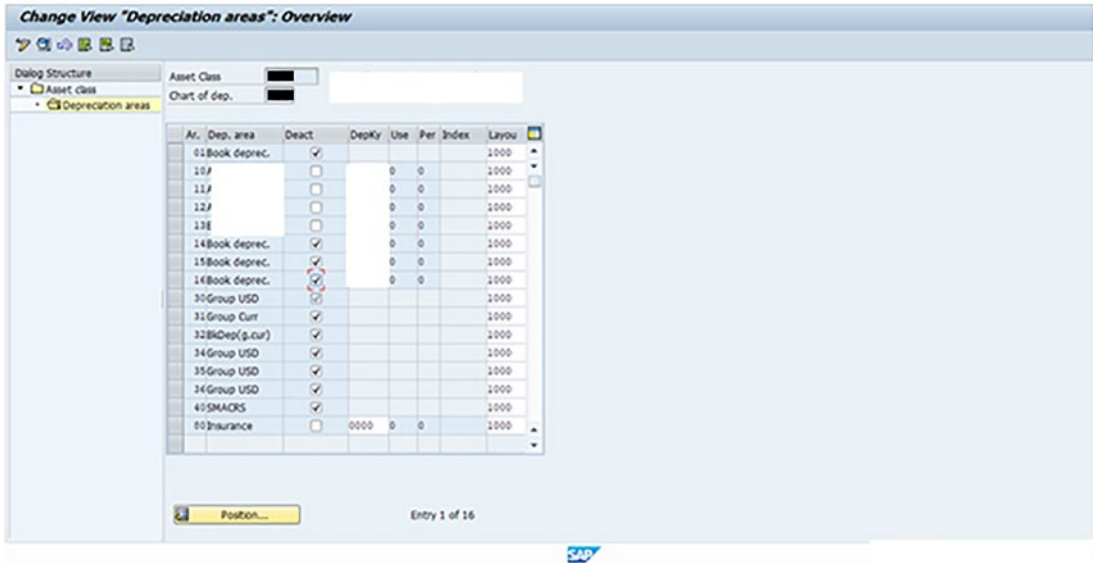 Change View "Depreciation areas": Overview
Dialog Structure
Asset class
Depreciation areas
Asset Class
Chart of dep.
Ar. Dep. area Deact DepKy Use Per Index Layou
01 Book deprec. 1000
10 A 0 0 1000
11 A 0 0 1000
12 A 0 0 1000
13 E 0 0 1000
14 Book deprec. 0 0 1000
15 Book deprec. 0 0 1000
16 Book deprec. 0 0 1000
30 Group USD 1000
31 Group Curr 1000
32 BkDep(g.cur) 1000
34 Group USD 1000
35 Group USD 1000
36 Group USD 1000
40 SMACRS 1000
80 Insurance 0000 0 0 1000
Position...
Entry 1 of 16
SAP